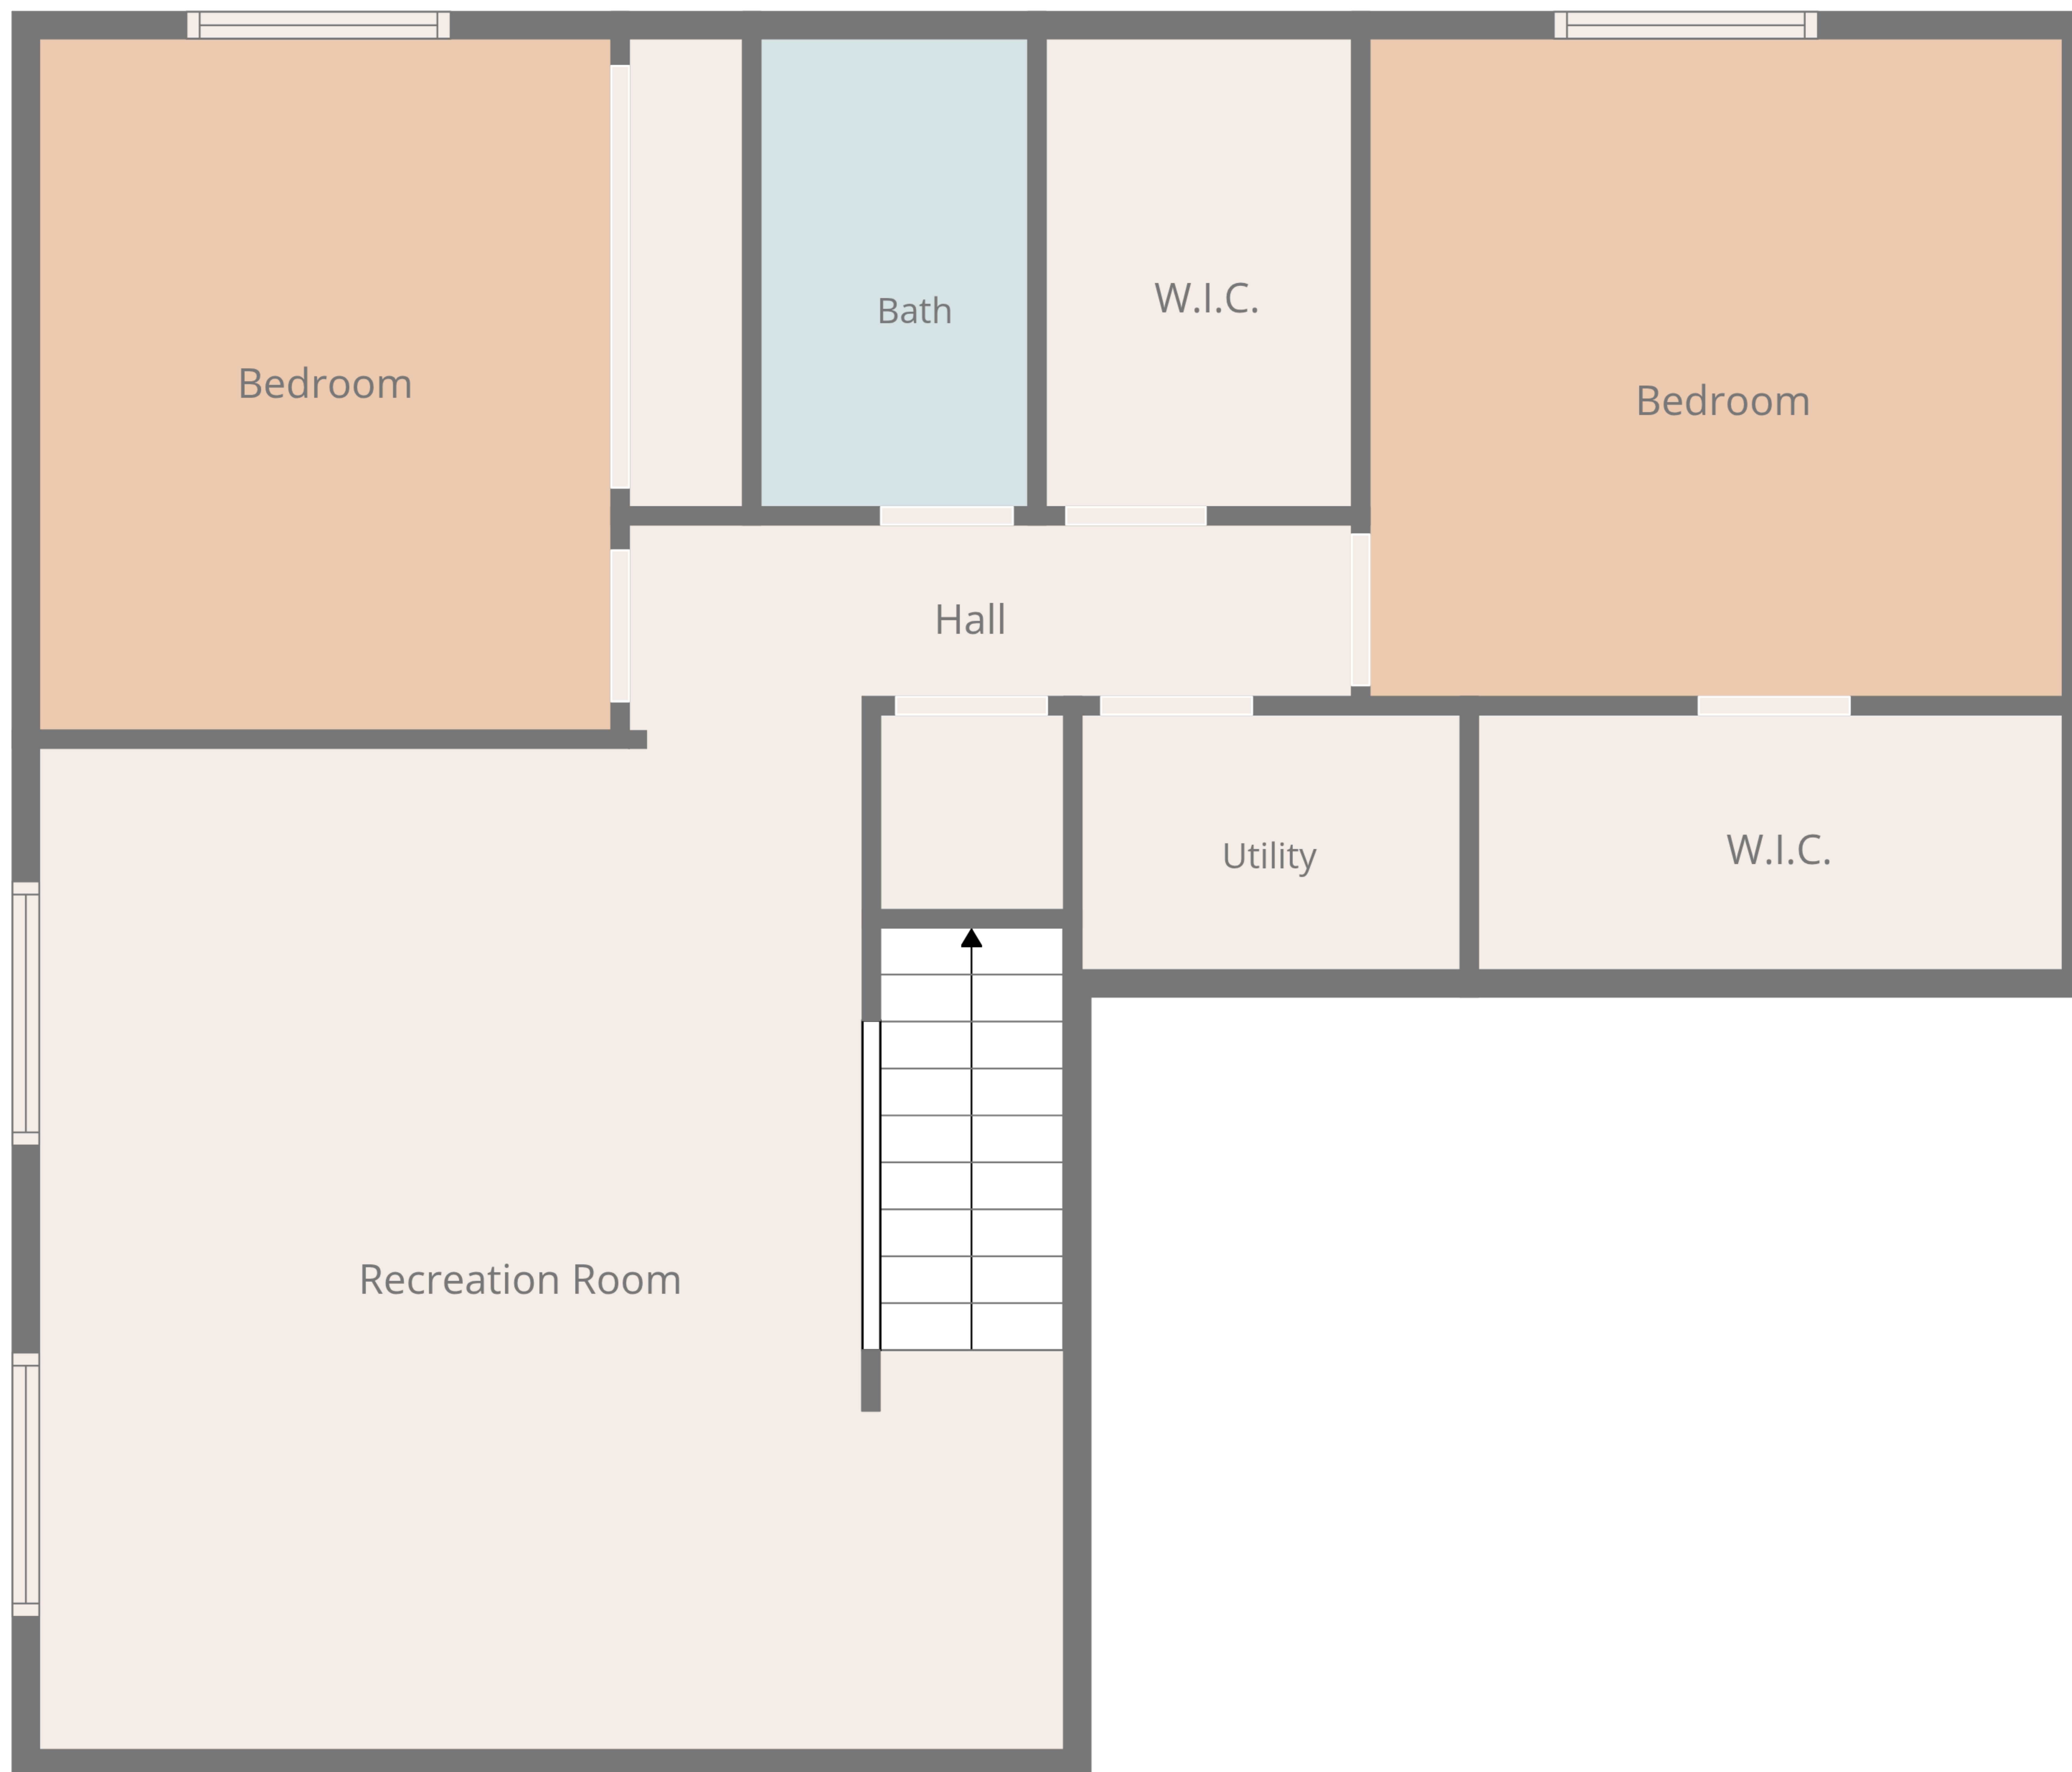 Bedroom
Bath
W.I.C.
Bedroom
Hall
Utility
W.I.C.
Recreation Room